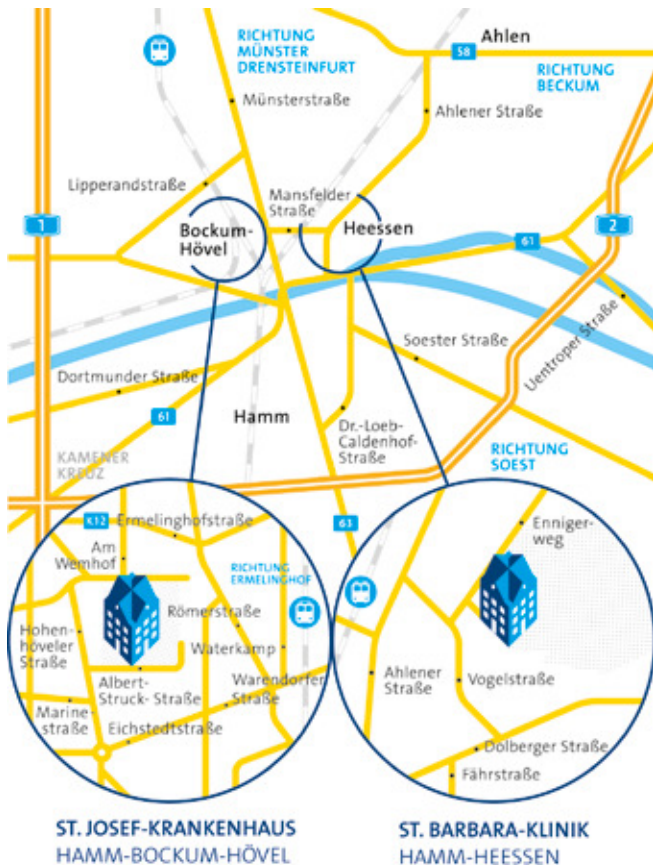 RICHTUNG
MÜNSTER
DRENSTEINFURT
Ahlen
58
RICHTUNG
BECKUM
Münsterstraße
Ahlener Straße
Lipperandstraße
Mansfelder
Straße
1
Bockum-
Hövel
Heessen
61
2
Soester Straße
Uentroper Straße
Dortmunder Straße
61
Hamm
Dr.-Loeb-
Caldenhof-
Straße
RICHTUNG
SOEST
KAMENER
KREUZ
63
K12
Ermelinghofstraße
Am
Wemhof
RICHTUNG
ERMELINGHOF
Römerstraße
Hohen-
höveler
Straße
Waterkamp
Albert-
Struck-Straße
Warendorfer
Straße
Marine-
straße
Eichstedtstraße
Enniger-
weg
Ahlener
Straße
Vogelstraße
Dolberger Straße
Fährstraße
ST. JOSEF-KRANKENHAUS
HAMM-BOCKUM-HÖVEL
ST. BARBARA-KLINIK
HAMM-HEESSEN